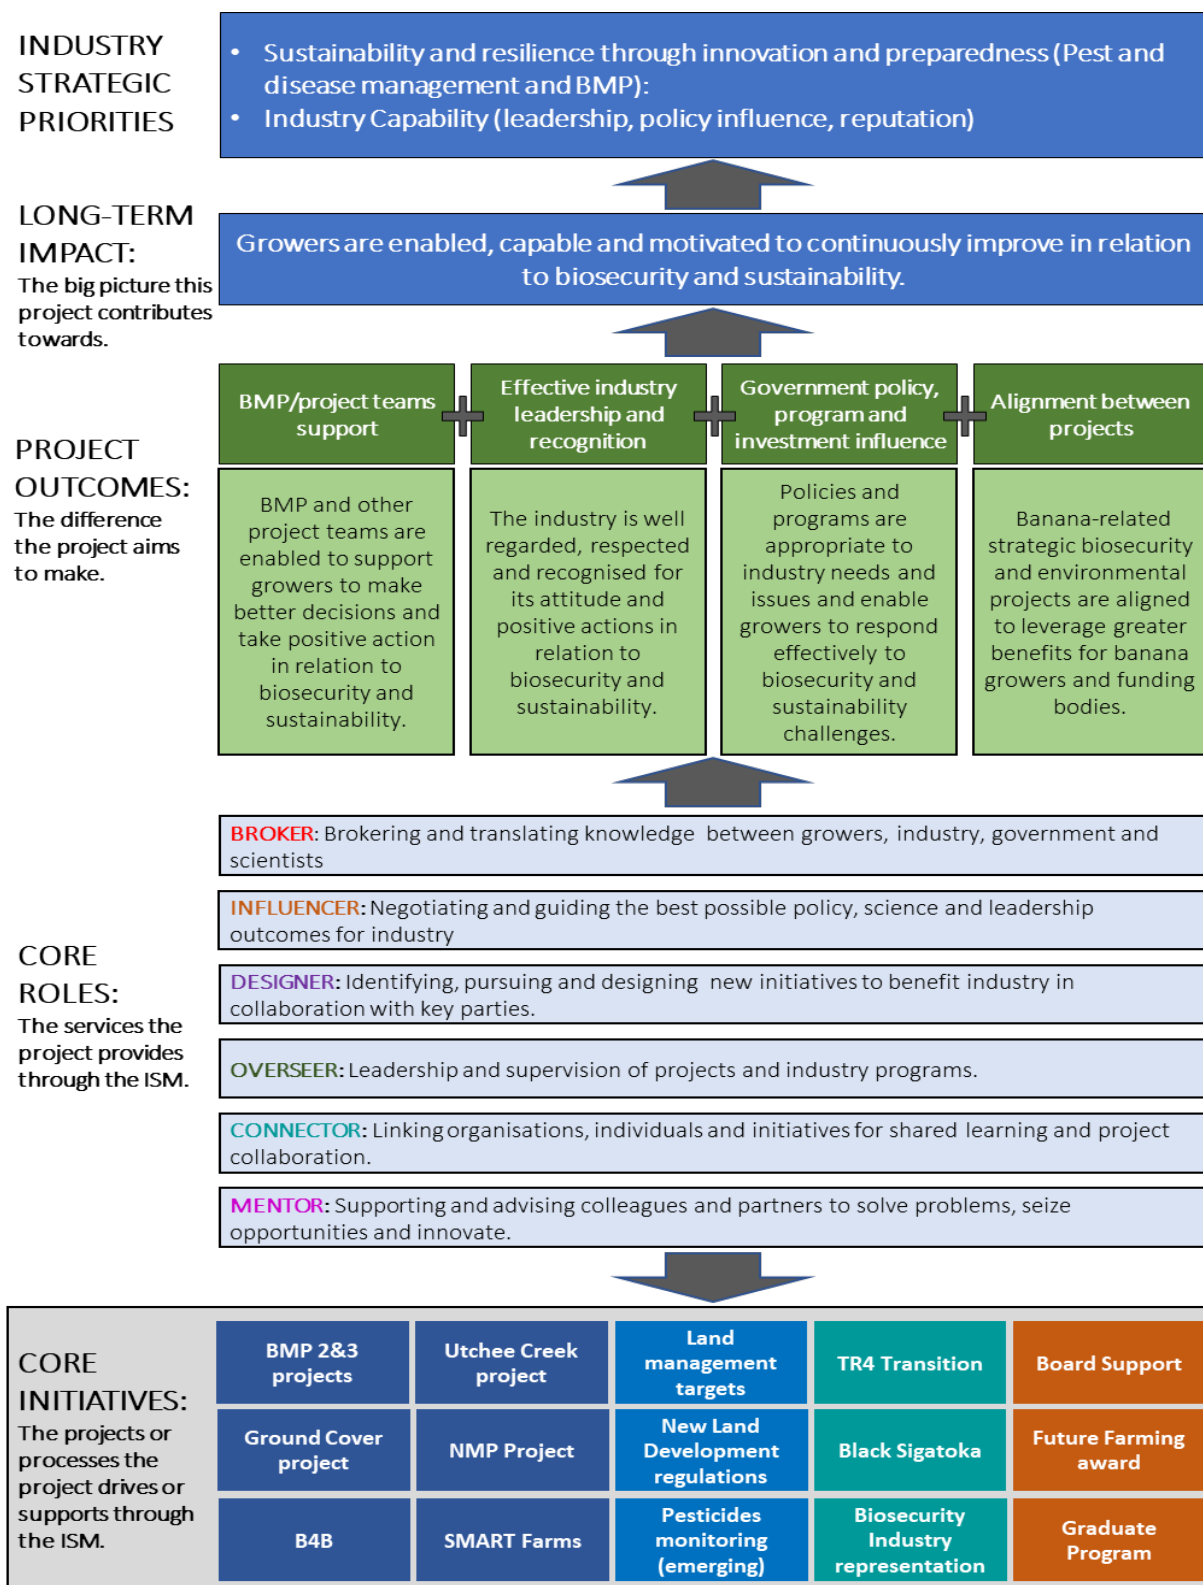 INDUSTRY
STRATEGIC
PRIORITIES
• Sustainability and resilience through innovation and preparedness (Pest and
disease management and BMP):
• Industry Capability (leadership, policy influence, reputation)
LONG-TERM
IMPACT:
The big picture this
project contributes
towards.
Growers are enabled, capable and motivated to continuously improve in relation
to biosecurity and sustainability.
PROJECT
OUTCOMES:
The difference
the project aims
to make.
BMP/project teams
support
Effective industry
leadership and
recognition
Government policy,
program and
investment influence
Alignment between
projects
BMP and other
project teams are
enabled to support
growers to make
better decisions and
take positive action
in relation to
biosecurity and
sustainability.
The industry is well
regarded, respected
and recognised for
its attitude and
positive actions in
relation to
biosecurity and
sustainability.
Policies and
programs are
appropriate to
industry needs and
issues and enable
growers to respond
effectively to
biosecurity and
sustainability
challenges.
Banana-related
strategic biosecurity
and environmental
projects are aligned
to leverage greater
benefits for banana
growers and funding
bodies.
CORE
ROLES:
The services the
project provides
through the ISM.
BROKER: Brokering and translating knowledge between growers, industry, government and
scientists
INFLUENCER: Negotiating and guiding the best possible policy, science and leadership
outcomes for industry
DESIGNER: Identifying, pursuing and designing new initiatives to benefit industry in
collaboration with key parties.
OVERSEER: Leadership and supervision of projects and industry programs.
CONNECTOR: Linking organisations, individuals and initiatives for shared learning and project
collaboration.
MENTOR: Supporting and advising colleagues and partners to solve problems, seize
opportunities and innovate.
CORE
INITIATIVES:
The projects or
processes the
project drives or
supports through
the ISM.
BMP 2&3
projects
Utchee Creek
project
Land
management
targets
TR4 Transition
Board Support
Ground Cover
project
NMP Project
New Land
Development
regulations
Black Sigatoka
Future Farming
award
B4B
SMART Farms
Pesticides
monitoring
(emerging)
Biosecurity
Industry
representation
Graduate
Program